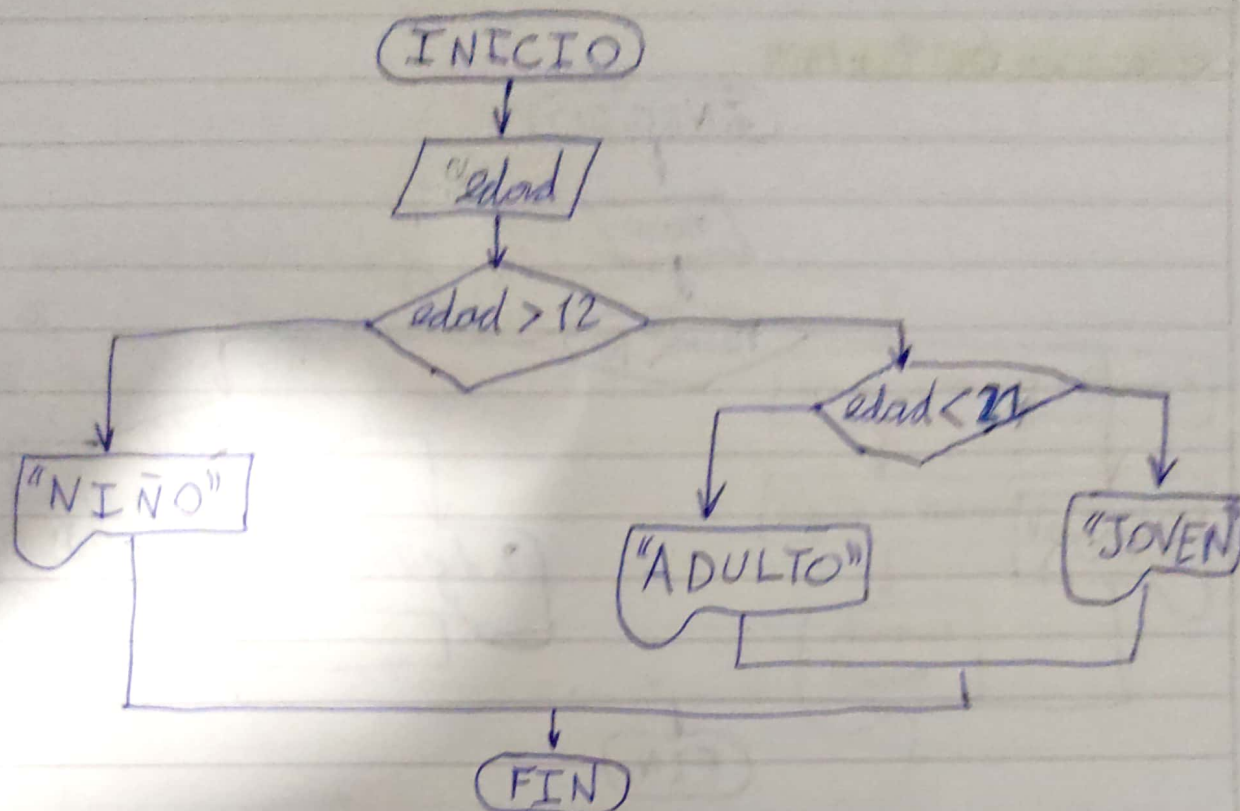 INICIO
"edad
edad > 12
edad < 21
"NIÑO"
"ADULTO"
"JOVEN
FIN